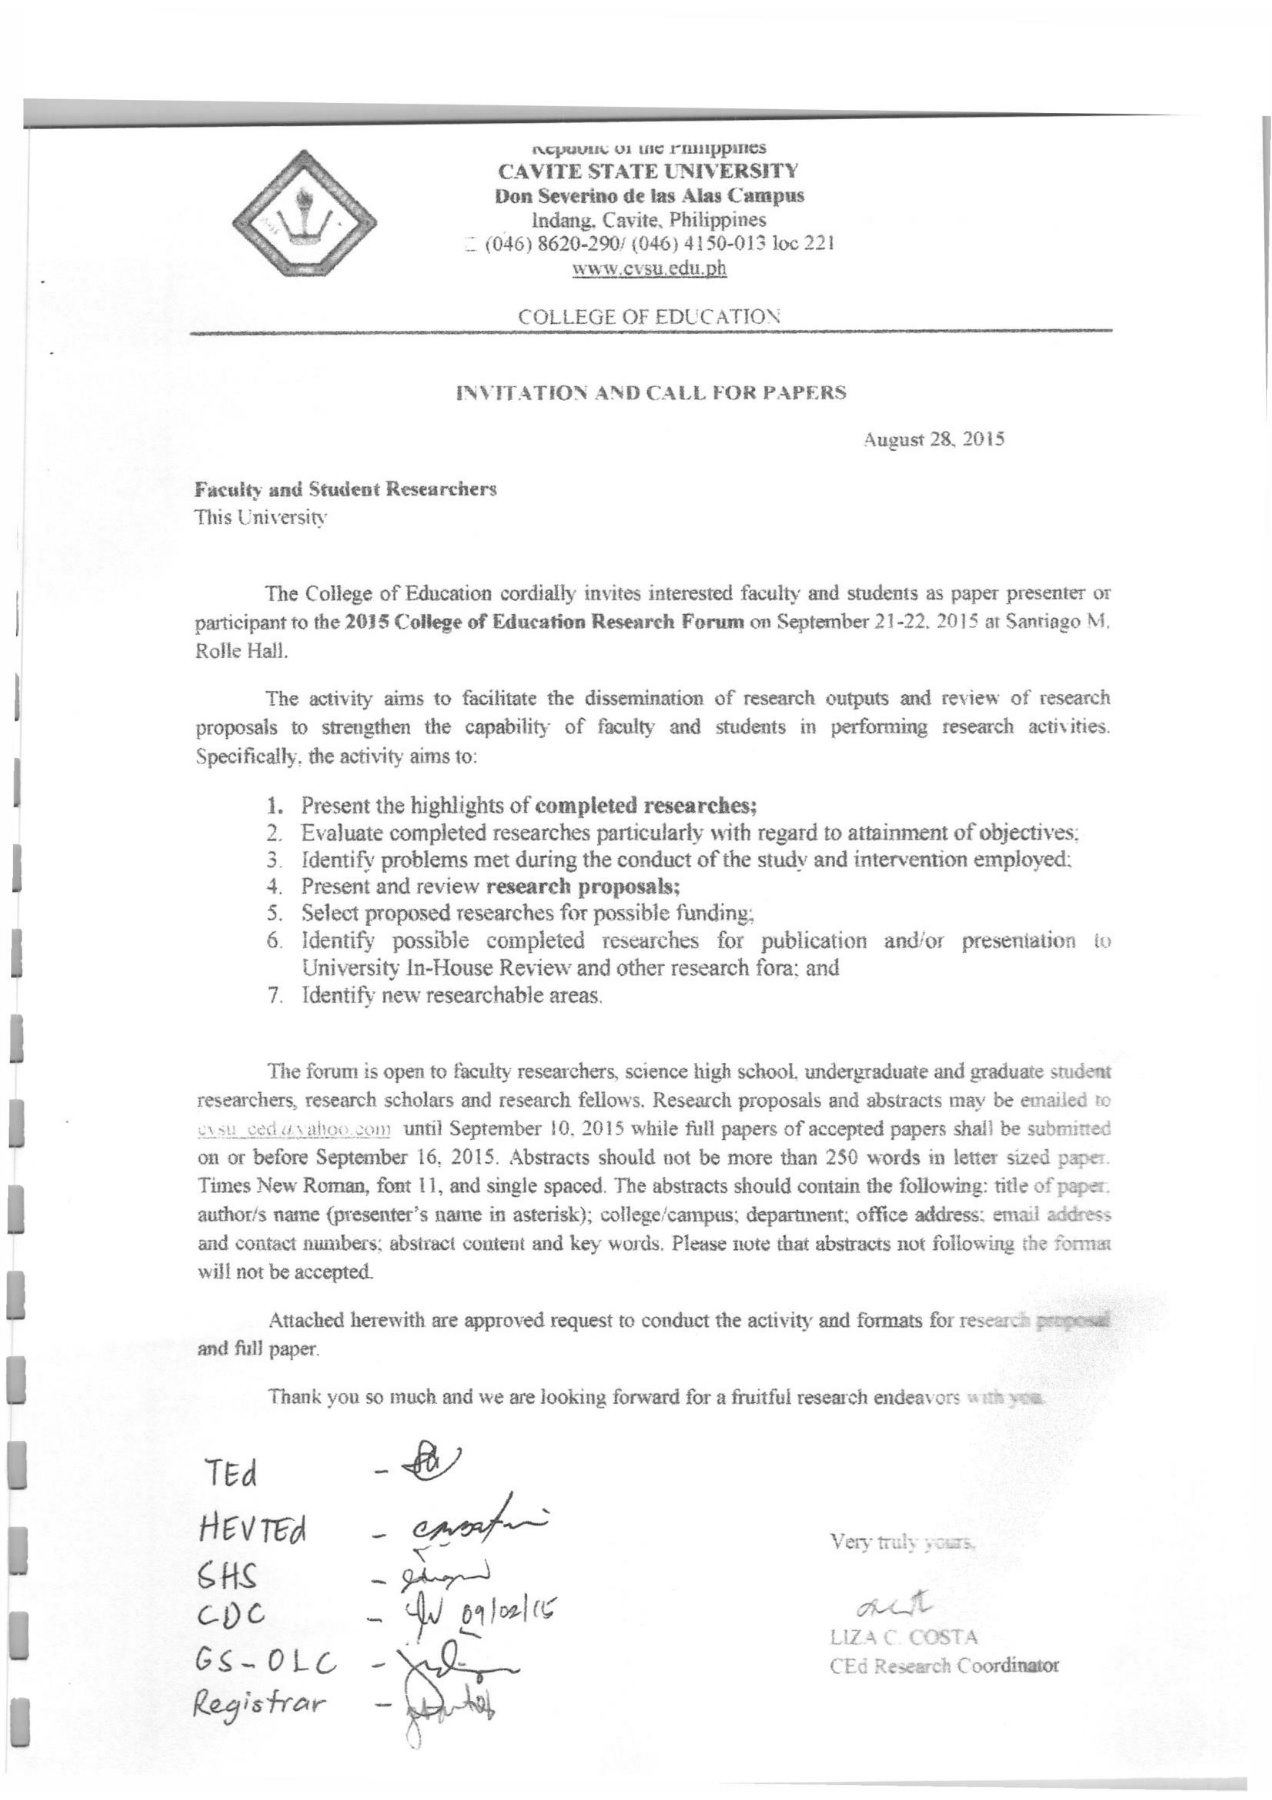 Republic of the Philippines
CAVITE STATE UNIVERSITY
Don Severino de las Alas Campus
Indang, Cavite, Philippines
(046) 8620-290/ (046) 4150-013 loc 221
www.cvsu.edu.ph
COLLEGE OF EDUCATION
INVITATION AND CALL FOR PAPERS
August 28, 2015
Faculty and Student Researchers
This University
The College of Education cordially invites interested faculty and students as paper presenter or
participant to the 2015 College of Education Research Forum on September 21-22, 2015 at Santiago M.
Rolle Hall.
The activity aims to facilitate the dissemination of research outputs and review of research
proposals to strengthen the capability of faculty and students in performing research activities.
Specifically, the activity aims to:
1. Present the highlights of completed researches;
2. Evaluate completed researches particularly with regard to attainment of objectives;
3. Identify problems met during the conduct of the study and intervention employed;
4. Present and review research proposals;
5. Select proposed researches for possible funding;
6. Identify possible completed researches for publication and/or presentation to
University In-House Review and other research fora; and
7. Identify new researchable areas.
The forum is open to faculty researchers, science high school, undergraduate and graduate student
researchers, research scholars and research fellows. Research proposals and abstracts may be emailed to
cvsu_ced@yahoo.com until September 10, 2015 while full papers of accepted papers shall be submitted
on or before September 16, 2015. Abstracts should not be more than 250 words in letter sized paper,
Times New Roman, font 11, and single spaced. The abstracts should contain the following: title of paper,
author/s name (presenter's name in asterisk); college/campus; department; office address; email address
and contact numbers; abstract content and key words. Please note that abstracts not following the format
will not be accepted.
Attached herewith are approved request to conduct the activity and formats for research proposal
and full paper.
Thank you so much and we are looking forward for a fruitful research endeavors with you.
TEd -
HEVTEd -
SHS -
CDC - 09/02/15
GS-OLC -
Registrar -
Very truly yours,
LIZA C. COSTA
CEd Research Coordinator